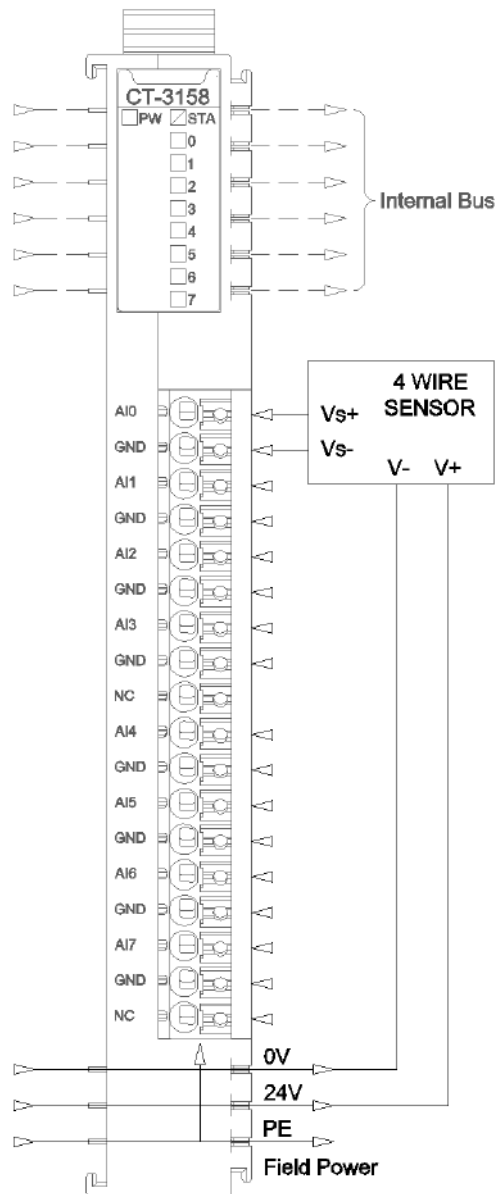 CT-3158
PW STA
0
1
2
3
4
5
6
7
Internal Bus
4 WIRE
SENSOR
Vs+
Vs-
V- V+
AI0
GND
AI1
GND
AI2
GND
AI3
GND
NC
AI4
GND
AI5
GND
AI6
GND
AI7
GND
NC
0V
24V
PE
Field Power